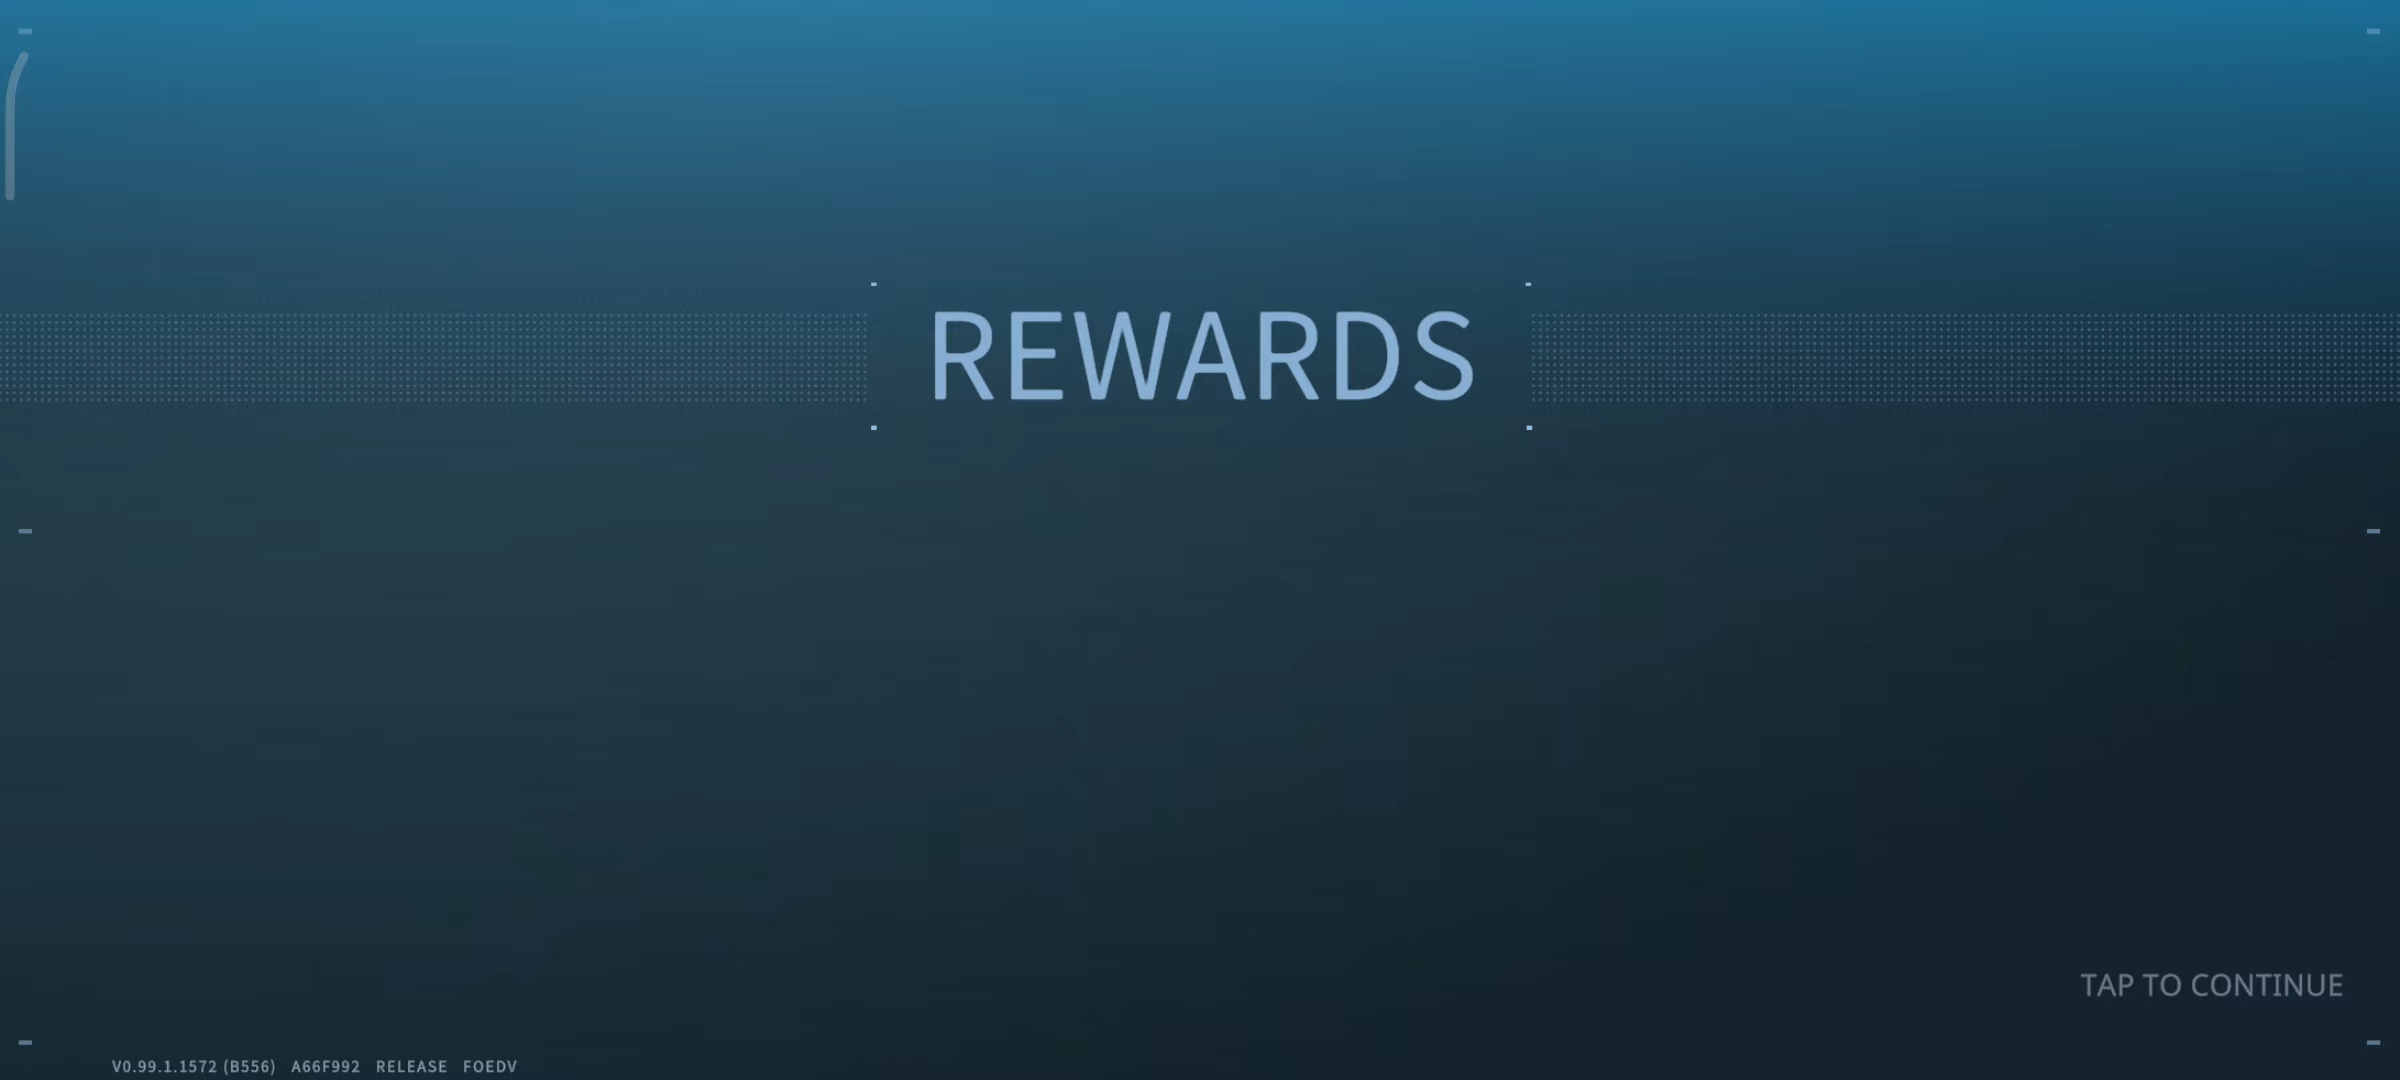 REWARDS
TAP TO CONTINUE
V0.99.1.1572 (B556) A66F992 RELEASE FOEDV